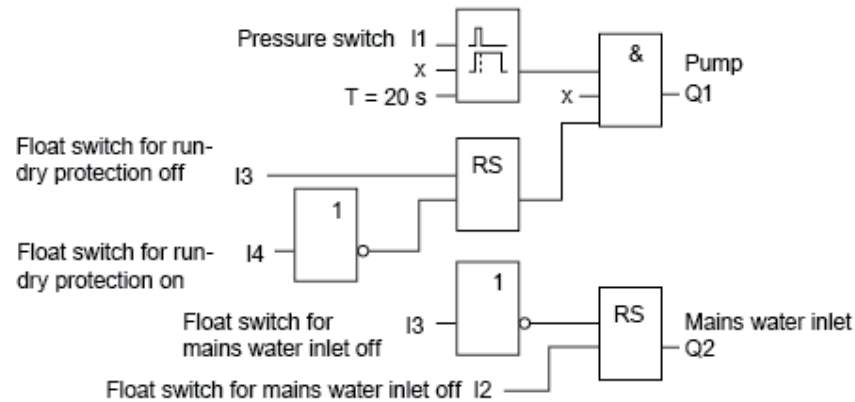 Pressure switch I1
x
T = 20 s
&
x
Pump
Q1
Float switch for run-
dry protection off
I3
RS
1
Float switch for run-
dry protection on
I4
1
Float switch for
mains water inlet off
I3
RS
Mains water inlet
Q2
Float switch for mains water inlet off I2